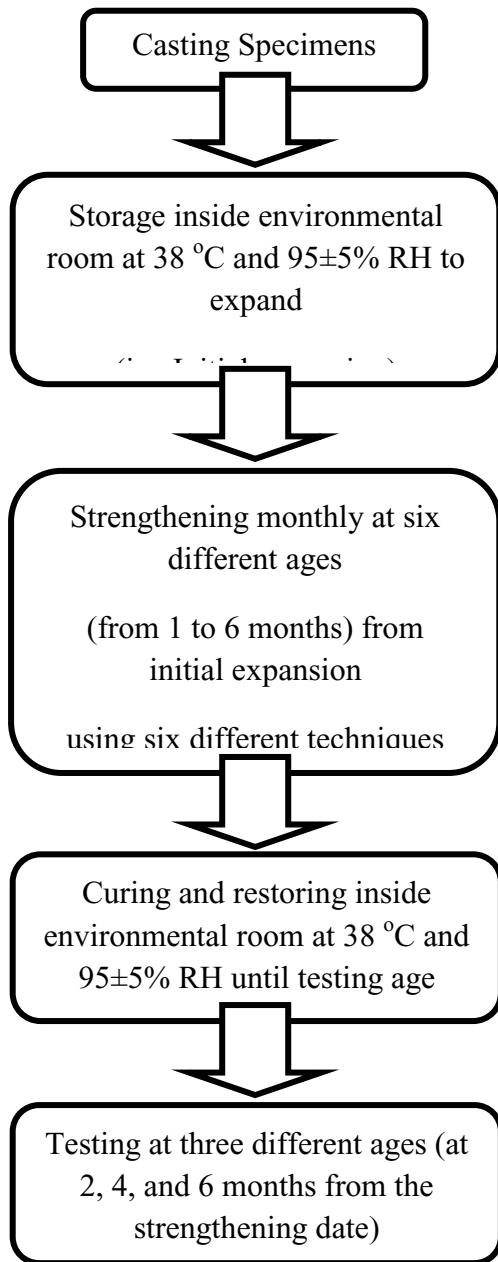 Casting Specimens
Storage inside environmental
room at 38 °C and 95±5% RH to
expand
Strengthening monthly at six
different ages
(from 1 to 6 months) from
initial expansion
using six different techniques
Curing and restoring inside
environmental room at 38 °C and
95±5% RH until testing age
Testing at three different ages (at
2, 4, and 6 months from the
strengthening date)